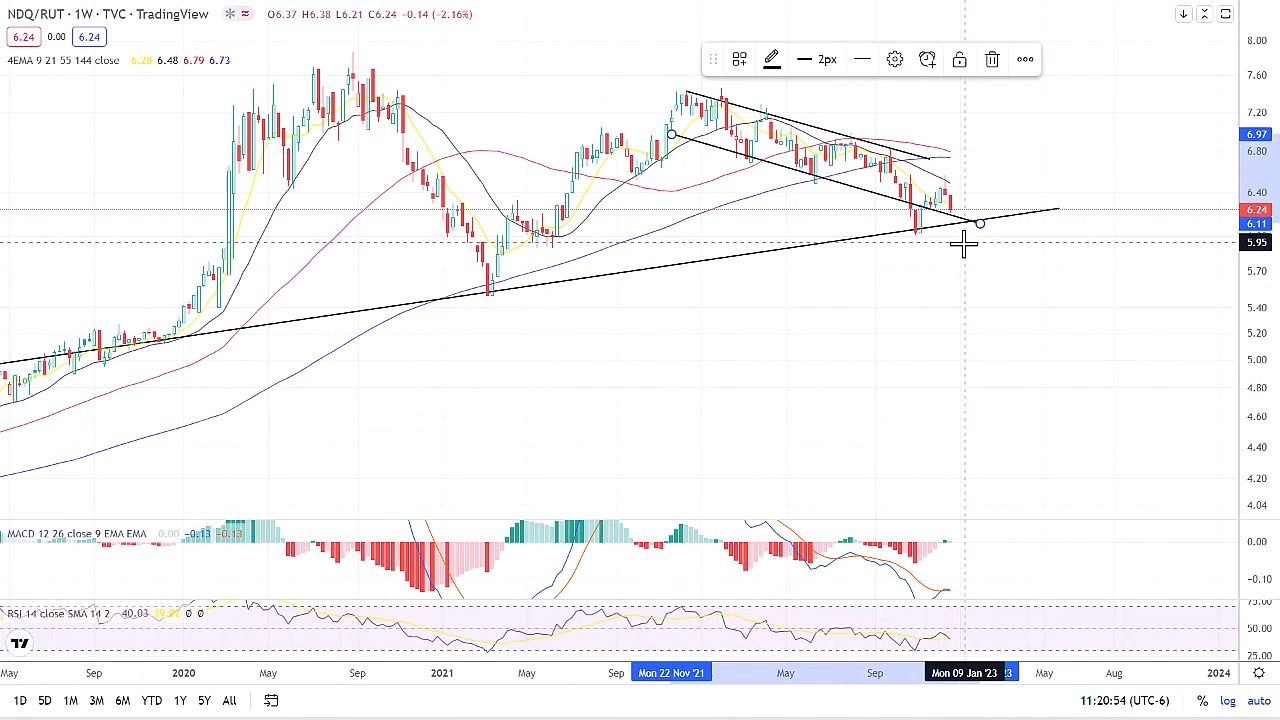 NDQ/RUT · 1W · TVC · TradingView
O6.37 H6.38 L6.21 C6.24 −0.14 (−2.16%)
6.24 0.00 6.24
4EMA 9 21 55 144 close 6.28 6.48 6.79 6.73
2px
8.00
7.60
7.20
6.97
6.80
6.40
6.24
6.11
5.95
5.70
5.40
5.20
5.00
4.80
4.60
4.40
4.20
4.04
MACD 12 26 close 9 EMA EMA 0.00 −0.13 −0.13
0.00
−0.10
RSI 14 close SMA 14 2 40.03 39.92 Ø Ø
75.00
50.00
25.00
May Sep 2020 May Sep 2021 May Sep Mon 22 Nov '21 May Sep Mon 09 Jan '23 23 May Aug 2024
1D 5D 1M 3M 6M YTD 1Y 5Y All 11:20:54 (UTC-6) % log auto